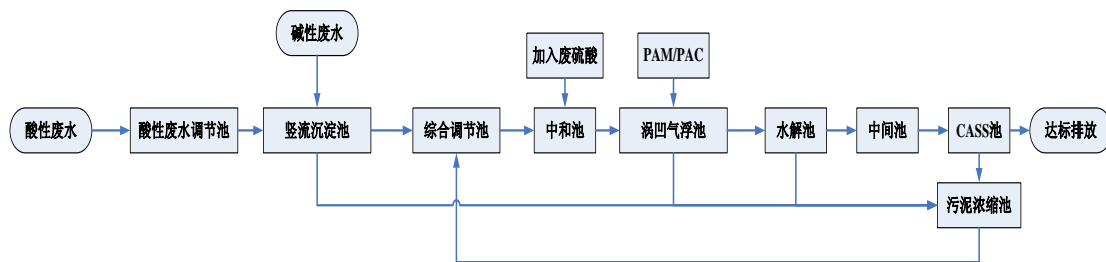 碱性废水
加入废硫酸
PAM/PAC
酸性废水
酸性废水调节池
竖流沉淀池
综合调节池
中和池
涡凹气浮池
水解池
中间池
CASS池
达标排放
污泥浓缩池